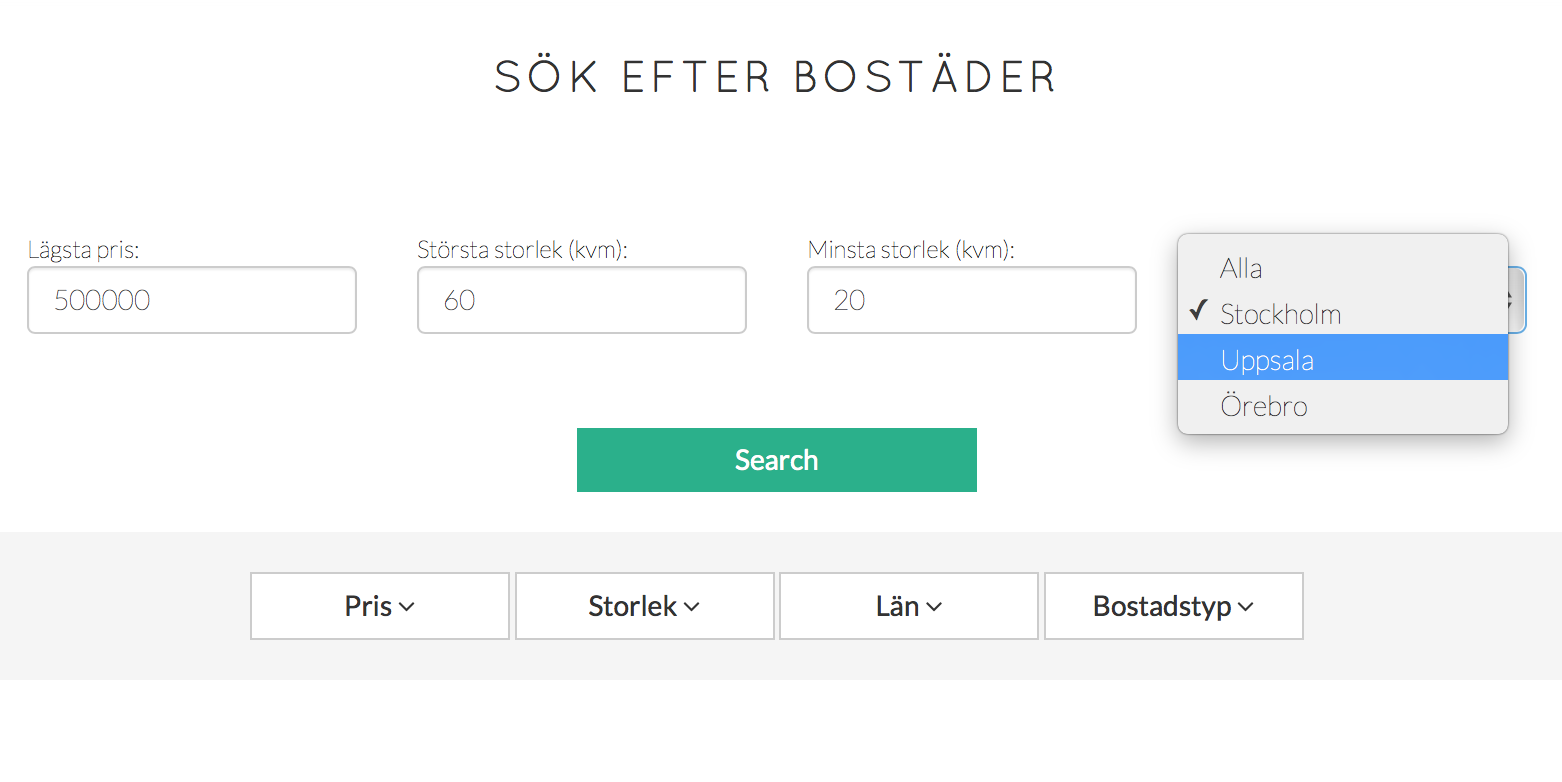 SÖK EFTER BOSTÄDER
Lägsta pris: Största storlek (kvm): Minsta storlek (kvm):
500000 60 20
Alla
✓ Stockholm
Uppsala
Örebro
Search
Pris Storlek Län Bostadstyp